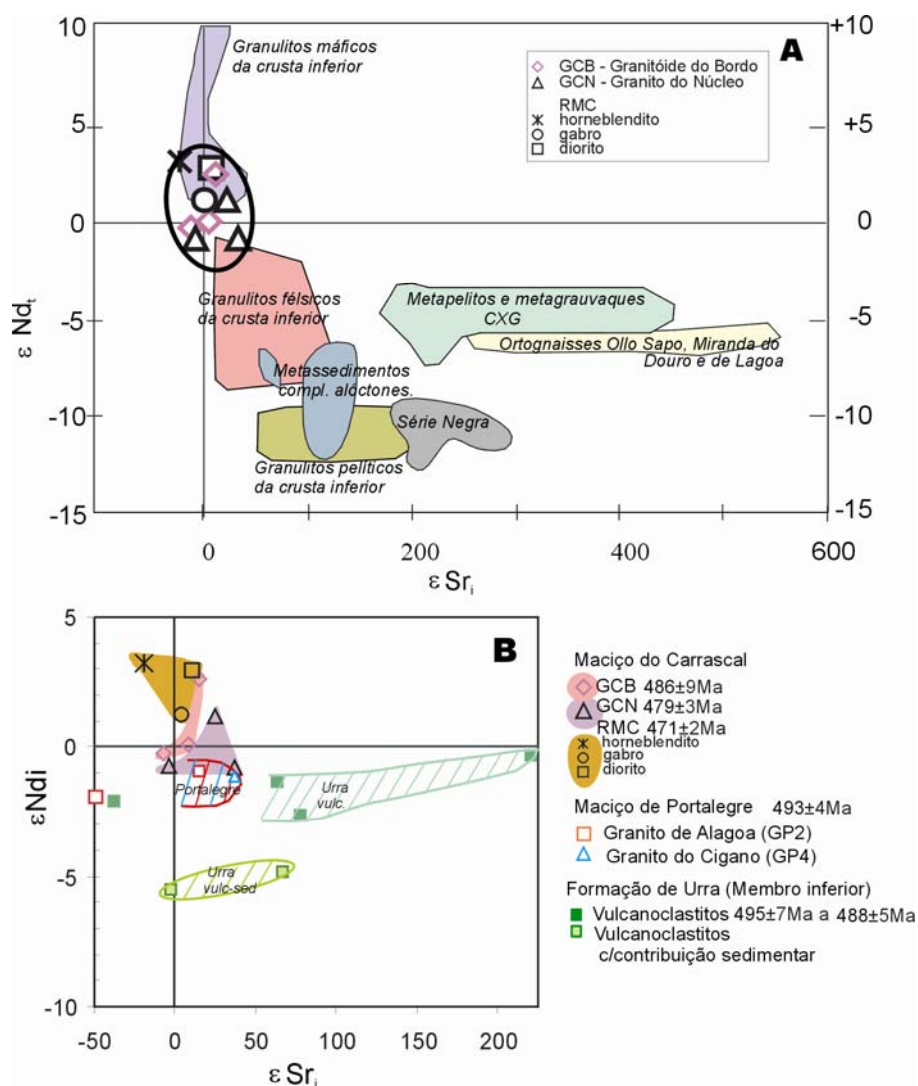 10
5
0
-5
-10
-15
+10
+5
0
-5
-10
-15
ε Ndt
Granulitos máficos
da crusta inferior
A
GCB - Granitóide do Bordo
GCN - Granito do Núcleo
RMC
horneblendito
gabro
diorito
Granulitos félsicos
da crusta inferior
Metapelitos e metagrauvaques
CXG
Ortognaisses Ollo Sapo, Miranda do
Douro e de Lagoa
Metassedimentos
compl. alóctones.
Série Negra
Granulitos pelíticos
da crusta inferior
0
200
400
600
ε Sri
B
5
0
-5
-10
εNdi
Portalegre
Urra
vulc.
Urra
vulc-sed
-50
0
50
100
150
200
ε Sri
Maciço do Carrascal
GCB 486±9Ma
GCN 479±3Ma
RMC 471±2Ma
horneblendito
gabro
diorito
Maciço de Portalegre 493±4Ma
Granito de Alagoa (GP2)
Granito do Cigano (GP4)
Formação de Urra (Membro inferior)
Vulcanoclastitos 495±7Ma a 488±5Ma
Vulcanoclastitos
c/contribuição sedimentar